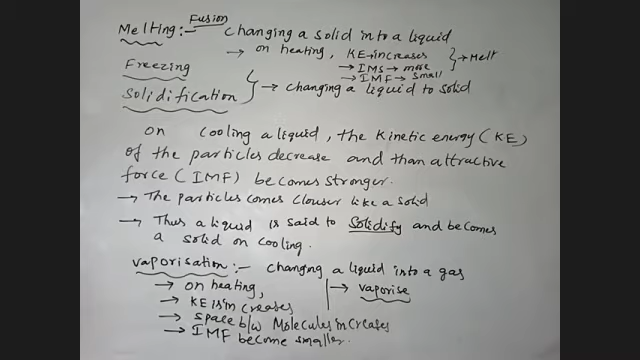 Fusion
Melting:- changing a solid into a liquid
→ on heating, KE→increases
→ IMS → more } → Melt
→ IMF → small
Freezing
Solidification } → changing a liquid to solid
on cooling a liquid, the kinetic energy (KE)
of the particles decrease and than attractive
force (IMF) becomes stronger.
→ The particles comes clouser like a solid
→ Thus a liquid is said to solidify and becomes
a solid on cooling.
vaporisation:- changing a liquid into a gas
→ on heating, | → vaporise
→ KE is increases
→ space b/w Molecules increases
→ IMF become smaller.